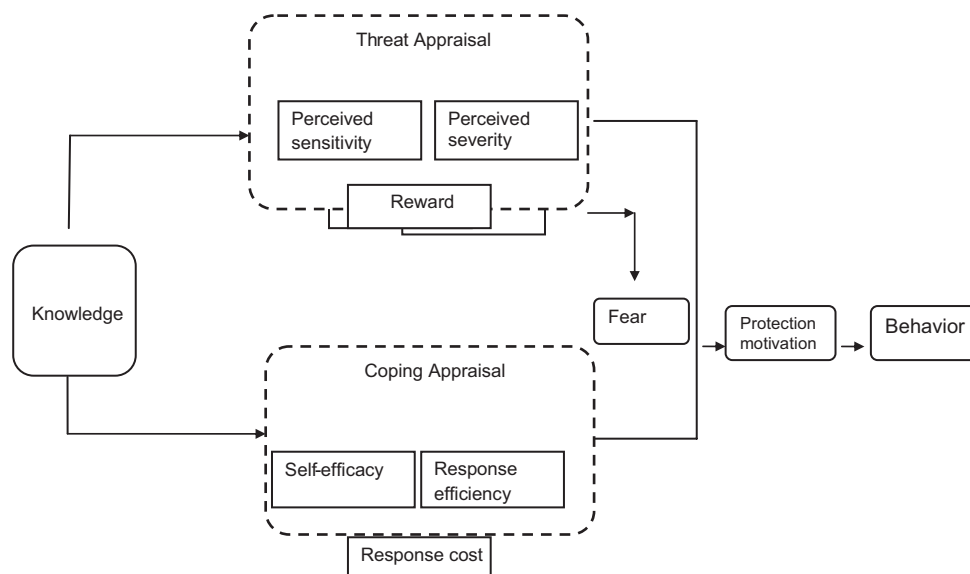 Threat Appraisal
Perceived
sensitivity
Perceived
severity
Reward
Knowledge
Fear
Protection
motivation
Behavior
Coping Appraisal
Self-efficacy
Response
efficiency
Response cost